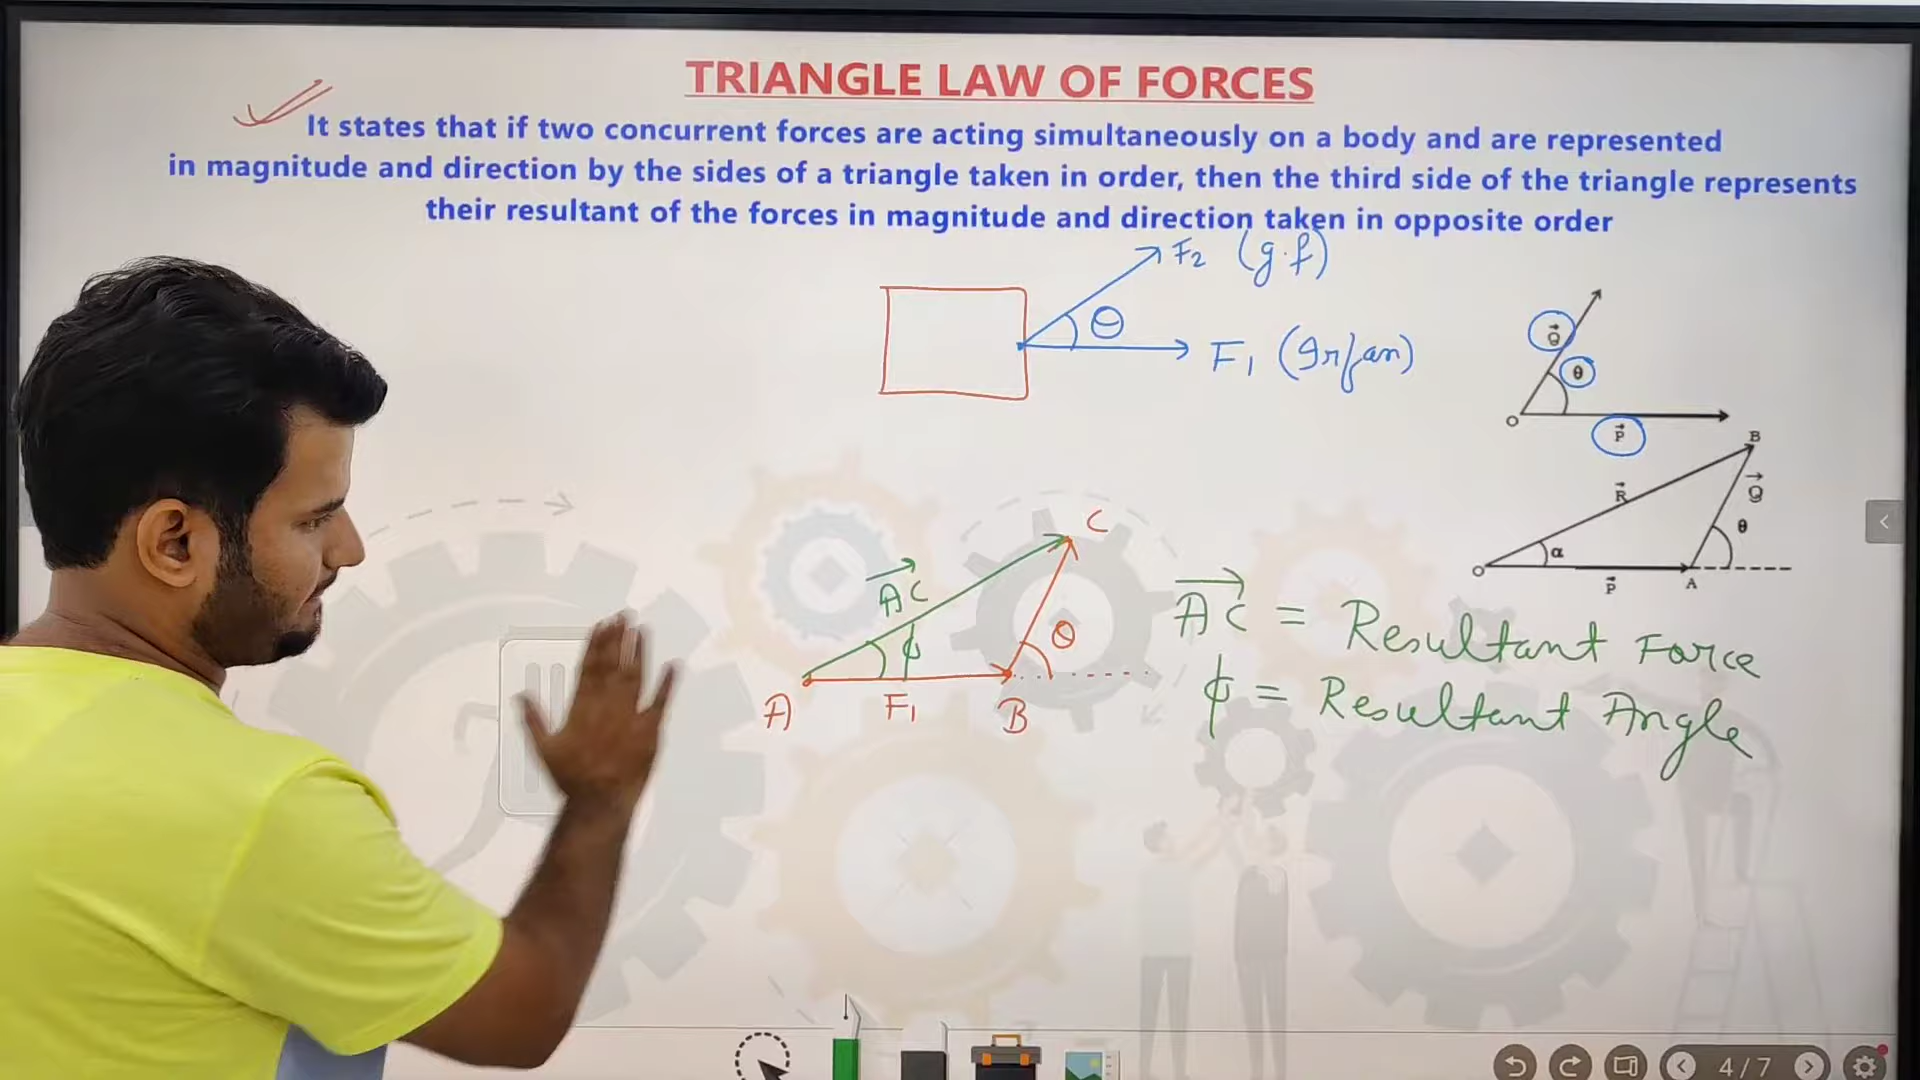 TRIANGLE LAW OF FORCES
It states that if two concurrent forces are acting simultaneously on a body and are represented
in magnitude and direction by the sides of a triangle taken in order, then the third side of the triangle represents
their resultant of the forces in magnitude and direction taken in opposite order
F₂ (g.f)
θ
F₁ (Irfan)
Q⃗
θ
O
P⃗
B
R⃗
Q⃗
θ
α
O
P⃗
A
C
A⃗C⃗
ϕ
θ
A
F₁
B
A⃗C⃗ = Resultant Force
ϕ = Resultant Angle
4/7